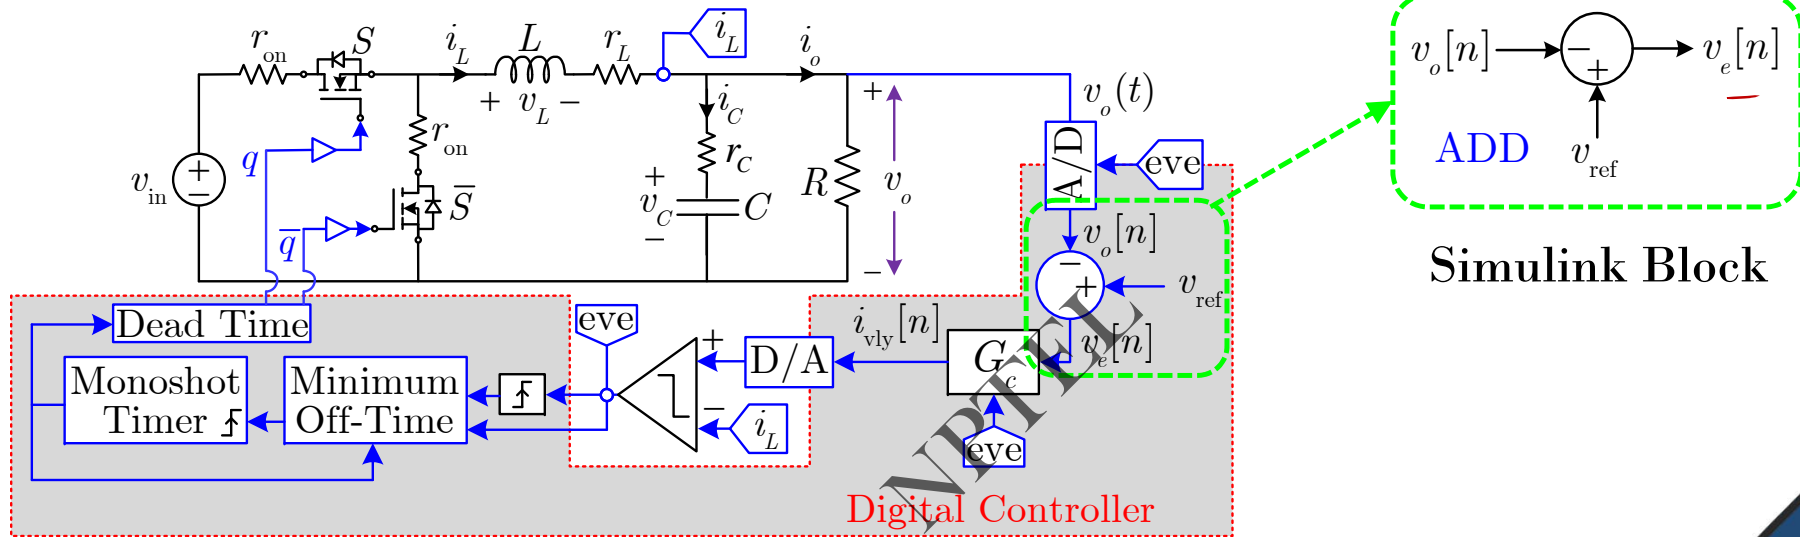 r_on
S
i_L
L
r_L
i_L
i_o
+ v_L −
i_C
+
v_o(t)
v_o[n]
−
+
v_e[n]
ADD
v_ref
Simulink Block
q
r_on
v_in
+
−
r_C
+
v_C
−
C
R
v_o
−
A/D
eve
S̅
q̅
v_o[n]
−
+
v_ref
v_e[n]
Dead Time
eve
+
−
D/A
i_vly[n]
G_c
eve
i_L
Monoshot
Timer
Minimum
Off-Time
Digital Controller
NPTEL